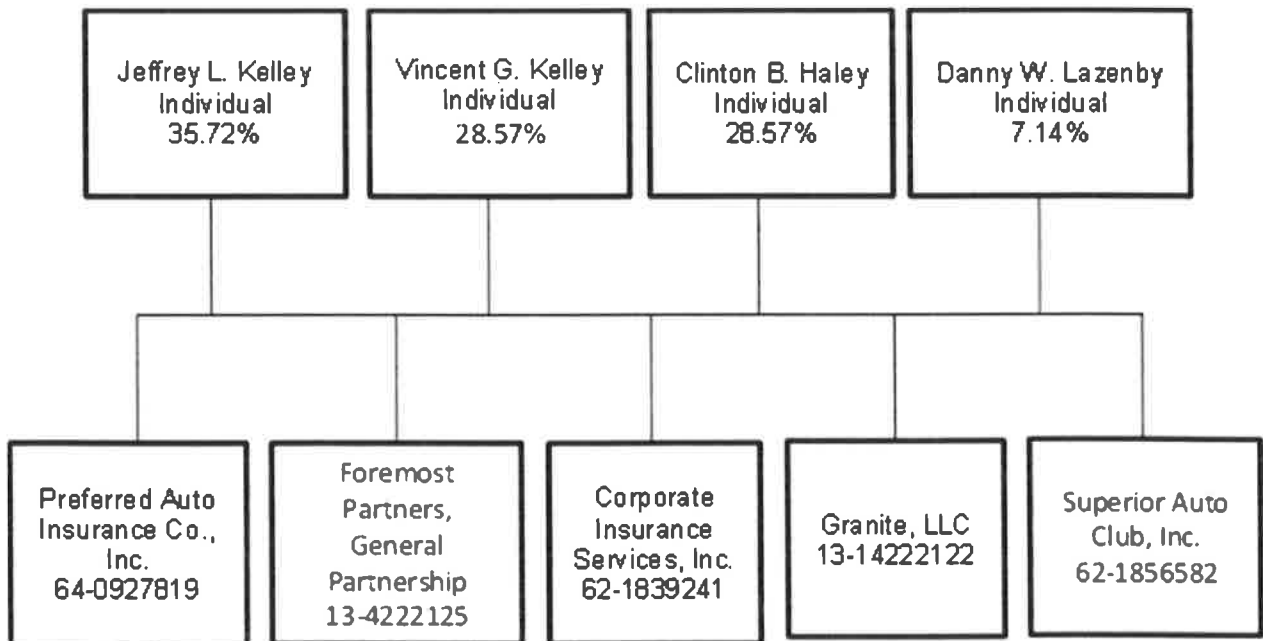 Jeffrey L. Kelley
Individual
35.72%
Vincent G. Kelley
Individual
28.57%
Clinton B. Haley
Individual
28.57%
Danny W. Lazenby
Individual
7.14%
Preferred Auto
Insurance Co.,
Inc.
64-0927819
Foremost
Partners,
General
Partnership
13-4222125
Corporate
Insurance
Services, Inc.
62-1839241
Granite, LLC
13-14222122
Superior Auto
Club, Inc.
62-1856582